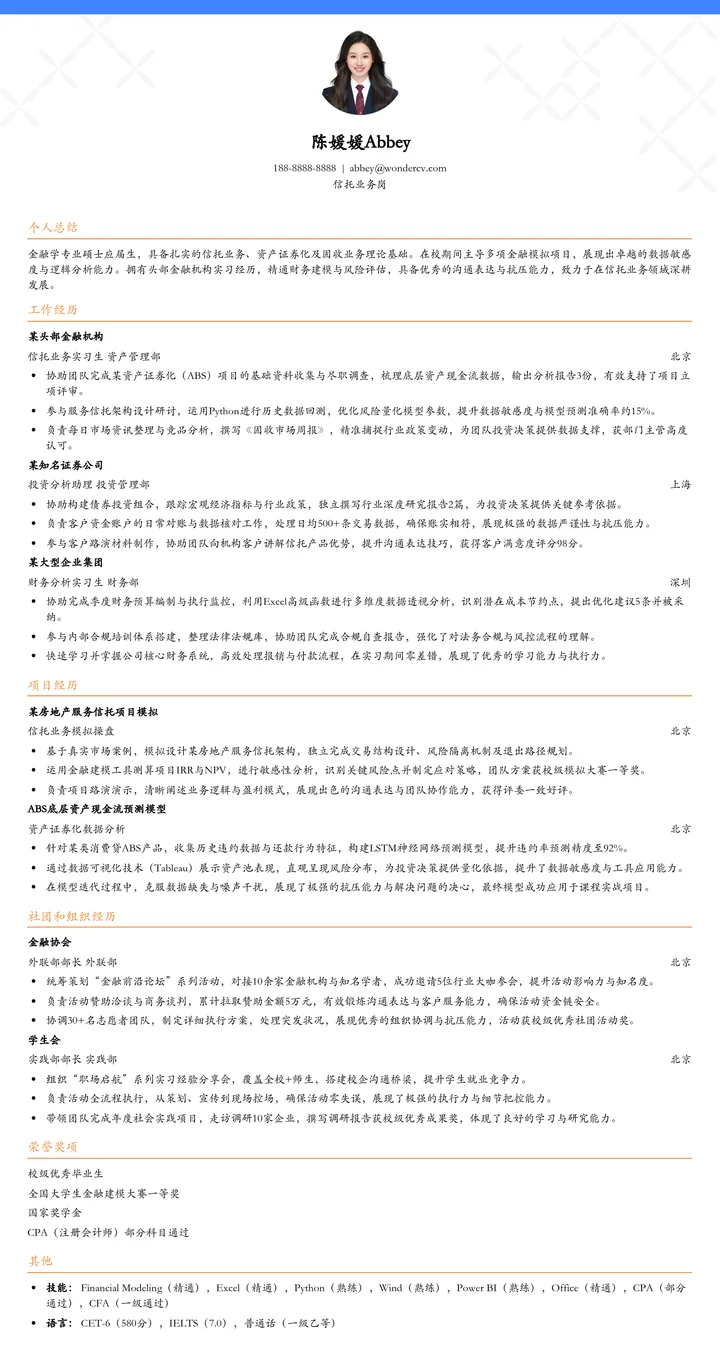 陈媛媛Abbey
188-8888-8888 | abbey@wondercv.com
信托业务岗
个人总结
金融学专业硕士应届生，具备扎实的信托业务、资产证券化及固收业务理论基础。在校期间主导多项金融模拟项目，展现出卓越的数据敏感
度与逻辑分析能力。拥有头部金融机构实习经历，精通财务建模与风险评估，具备优秀的沟通表达与抗压能力，致力于在信托业务领域深耕
发展。
工作经历
某头部金融机构
信托业务实习生 资产管理部 北京
• 协助团队完成某资产证券化（ABS）项目的基础资料收集与尽职调查，梳理底层资产现金流数据，输出分析报告3份，有效支持了项目立
项评审。
• 参与服务信托架构设计研讨，运用Python进行历史数据回测，优化风险量化模型参数，提升数据敏感度与模型预测准确率约15%。
• 负责每日市场资讯整理与竞品分析，撰写《固收市场周报》，精准捕捉行业政策变动，为团队投资决策提供数据支撑，获部门主管高度
认可。
某知名证券公司
投资分析助理 投资管理部 上海
• 协助构建债券投资组合，跟踪宏观经济指标与行业政策，独立撰写行业深度研究报告2篇，为投资决策提供关键参考依据。
• 负责客户资金账户的日常对账与数据核对工作，处理日均500+条交易数据，确保账实相符，展现极强的数据严谨性与抗压能力。
• 参与客户路演材料制作，协助团队向机构客户讲解信托产品优势，提升沟通表达技巧，获得客户满意度评分98分。
某大型企业集团
财务分析实习生 财务部 深圳
• 协助完成季度财务预算编制与执行监控，利用Excel高级函数进行多维度数据透视分析，识别潜在成本节约点，提出优化建议5条并被采
纳。
• 参与内部合规培训体系搭建，整理法律法规库，协助团队完成合规自查报告，强化了对法务合规与风控流程的理解。
• 快速学习并掌握公司核心财务系统，高效处理报销与付款流程，在实习期间零差错，展现了优秀的学习能力与执行力。
项目经历
某房地产服务信托项目模拟
信托业务模拟操盘 北京
• 基于真实市场案例，模拟设计某房地产服务信托架构，独立完成交易结构设计、风险隔离机制及退出路径规划。
• 运用金融建模工具测算项目IRR与NPV，进行敏感性分析，识别关键风险点并制定应对策略，团队方案获校级模拟大赛一等奖。
• 负责项目路演演示，清晰阐述业务逻辑与盈利模式，展现出色的沟通表达与团队协作能力，获得评委一致好评。
ABS底层资产现金流预测模型
资产证券化数据分析 北京
• 针对某类消费贷ABS产品，收集历史违约数据与还款行为特征，构建LSTM神经网络预测模型，提升违约率预测精度至92%。
• 通过数据可视化技术（Tableau）展示资产池表现，直观呈现风险分布，为投资决策提供量化依据，提升了数据敏感度与工具应用能力。
• 在模型迭代过程中，克服数据缺失与噪声干扰，展现了极强的抗压能力与解决问题的决心，最终模型成功应用于课程实战项目。
社团和组织经历
金融协会
外联部部长 外联部 北京
• 统筹策划“金融前沿论坛”系列活动，对接10余家金融机构与知名学者，成功邀请5位行业大咖参会，提升活动影响力与知名度。
• 负责活动赞助洽谈与商务谈判，累计拉取赞助金额5万元，有效锻炼沟通表达与客户服务能力，确保活动资金链安全。
• 协调30+名志愿者团队，制定详细执行方案，处理突发状况，展现优秀的组织协调与抗压能力，活动获校级优秀社团活动奖。
学生会
实践部部长 实践部 北京
• 组织“职场启航”系列实习经验分享会，覆盖全校+师生，搭建校企沟通桥梁，提升学生就业竞争力。
• 负责活动全流程执行，从策划、宣传到现场控场，确保活动零失误，展现了极强的执行力与细节把控能力。
• 带领团队完成年度社会实践项目，走访调研10家企业，撰写调研报告获校级优秀成果奖，体现了良好的学习与研究能力。
荣誉奖项
校级优秀毕业生
全国大学生金融建模大赛一等奖
国家奖学金
CPA（注册会计师）部分科目通过
其他
• 技能： Financial Modeling（精通）, Excel（精通）, Python（熟练）, Wind（熟练）, Power BI（熟练）, Office（精通）, CPA（部分
通过）, CFA（一级通过）
• 语言： CET-6（580分）, IELTS（7.0）, 普通话（一级乙等）